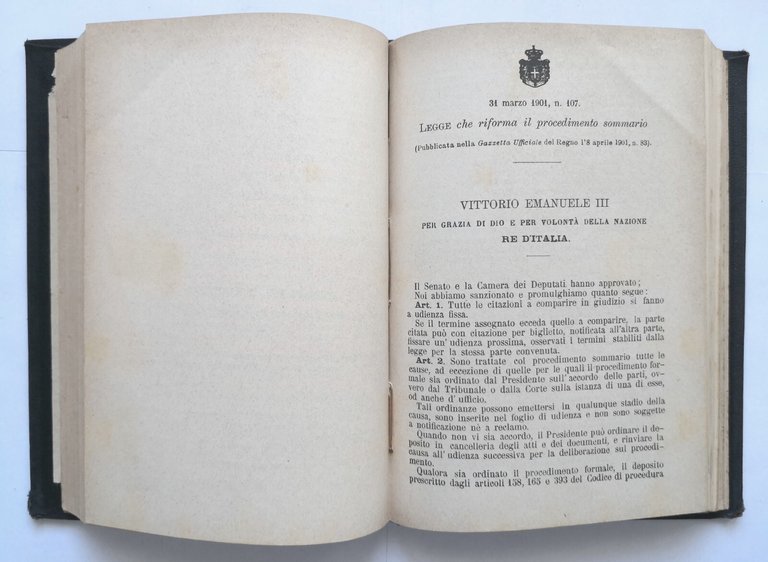 31 marzo 1901, n. 107.
LEGGE che riforma il procedimento sommario
(Pubblicata nella Gazzetta Ufficiale del Regno l'8 aprile 1901, n. 83).
VITTORIO EMANUELE III
PER GRAZIA DI DIO E PER VOLONTÀ DELLA NAZIONE
RE D'ITALIA.
Il Senato e la Camera dei Deputati hanno approvato;
Noi abbiamo sanzionato e promulghiamo quanto segue:
Art. 1. Tutte le citazioni a comparire in giudizio si fanno
a udienza fissa.
Se il termine assegnato ecceda quello a comparire, la parte
citata può con citazione per biglietto, notificata all'altra parte,
fissare un'udienza prossima, osservati i termini stabiliti dalla
legge per la stessa parte convenuta.
Art. 2. Sono trattate col procedimento sommario tutte le
cause, ad eccezione di quelle per le quali il procedimento for-
male sia ordinato dal Presidente sull'accordo delle parti, ov-
vero dal Tribunale o dalla Corte sulla istanza di una di esse,
od anche d'ufficio.
Tali ordinanze possono emettersi in qualunque stadio della
causa, sono inserite nel foglio di udienza e non sono soggette
a notificazione nè a reclamo.
Quando non vi sia accordo, il Presidente può ordinare il de-
posito in cancelleria degli atti e dei documenti, e rinviare la
causa all'udienza successiva per la deliberazione sul procedi-
mento.
Qualora sia ordinato il procedimento formale, il deposito
prescritto dagli articoli 158, 165 e 393 del Codice di procedura